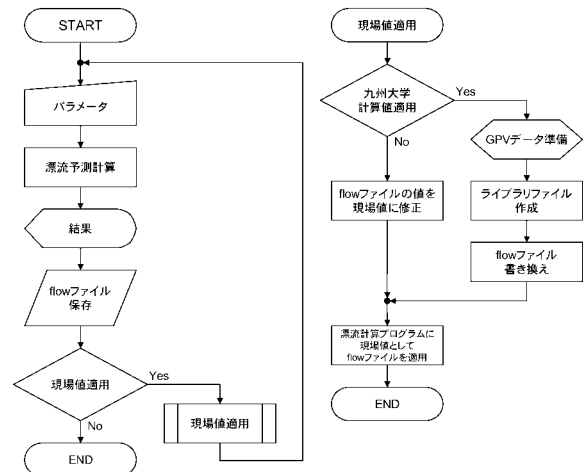 START
パラメータ
漂流予測計算
結果
flowファイル
保存
現場値適用
Yes
No
現場値適用
END
現場値適用
九州大学
計算値適用
Yes
No
GPVデータ準備
flowファイルの値を
現場値に修正
ライブラリファイル
作成
flowファイル
書き換え
漂流計算プログラムに
現場値として
flowファイルを適用
END